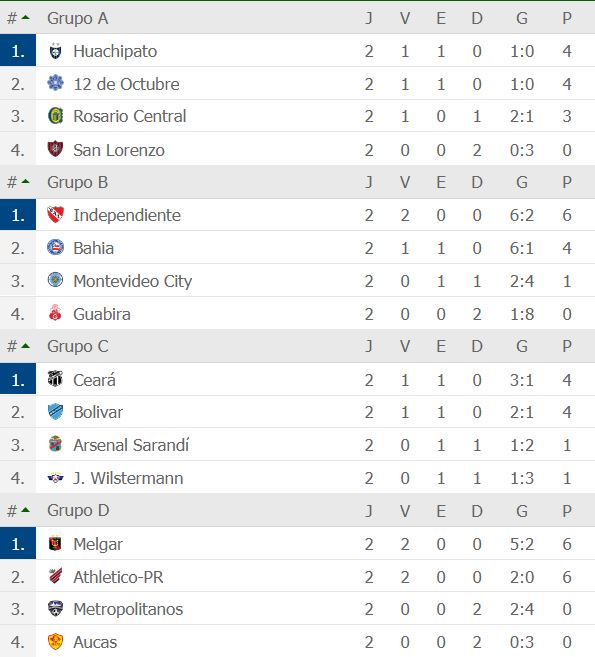 # Grupo A J V E D G P
1. Huachipato 2 1 1 0 1:0 4
2. 12 de Octubre 2 1 1 0 1:0 4
3. Rosario Central 2 1 0 1 2:1 3
4. San Lorenzo 2 0 0 2 0:3 0
# Grupo B J V E D G P
1. Independiente 2 2 0 0 6:2 6
2. Bahia 2 1 1 0 6:1 4
3. Montevideo City 2 0 1 1 2:4 1
4. Guabira 2 0 0 2 1:8 0
# Grupo C J V E D G P
1. Ceará 2 1 1 0 3:1 4
2. Bolivar 2 1 1 0 2:1 4
3. Arsenal Sarandí 2 0 1 1 1:2 1
4. J. Wilstermann 2 0 1 1 1:3 1
# Grupo D J V E D G P
1. Melgar 2 2 0 0 5:2 6
2. Athletico-PR 2 2 0 0 2:0 6
3. Metropolitanos 2 0 0 2 2:4 0
4. Aucas 2 0 0 2 0:3 0